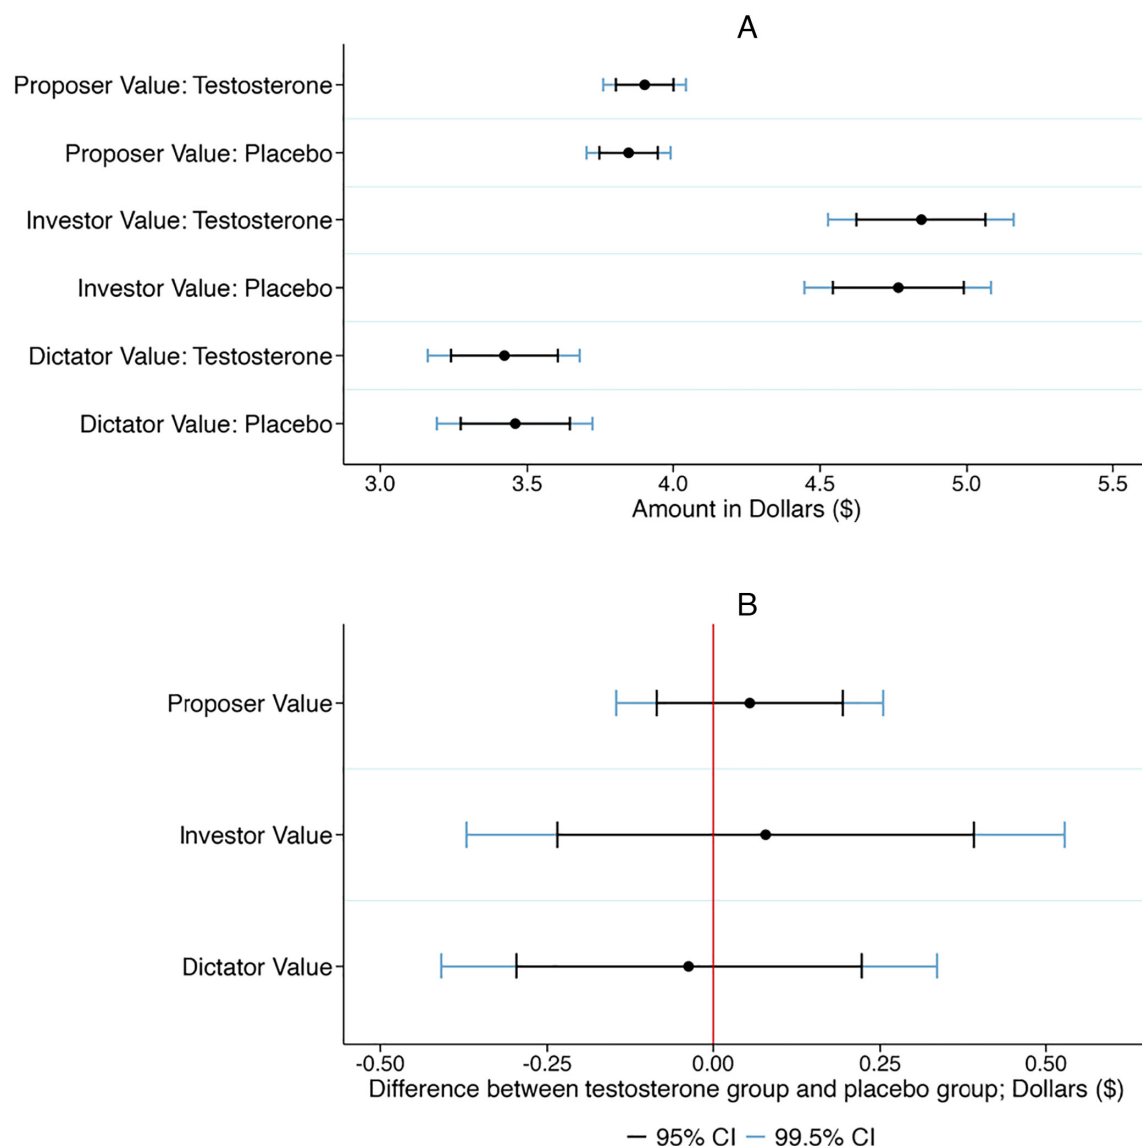 A
Proposer Value: Testosterone
Proposer Value: Placebo
Investor Value: Testosterone
Investor Value: Placebo
Dictator Value: Testosterone
Dictator Value: Placebo
3.0 3.5 4.0 4.5 5.0 5.5
Amount in Dollars ($)
B
Proposer Value
Investor Value
Dictator Value
-0.50 -0.25 0.00 0.25 0.50
Difference between testosterone group and placebo group; Dollars ($)
95% CI 99.5% CI